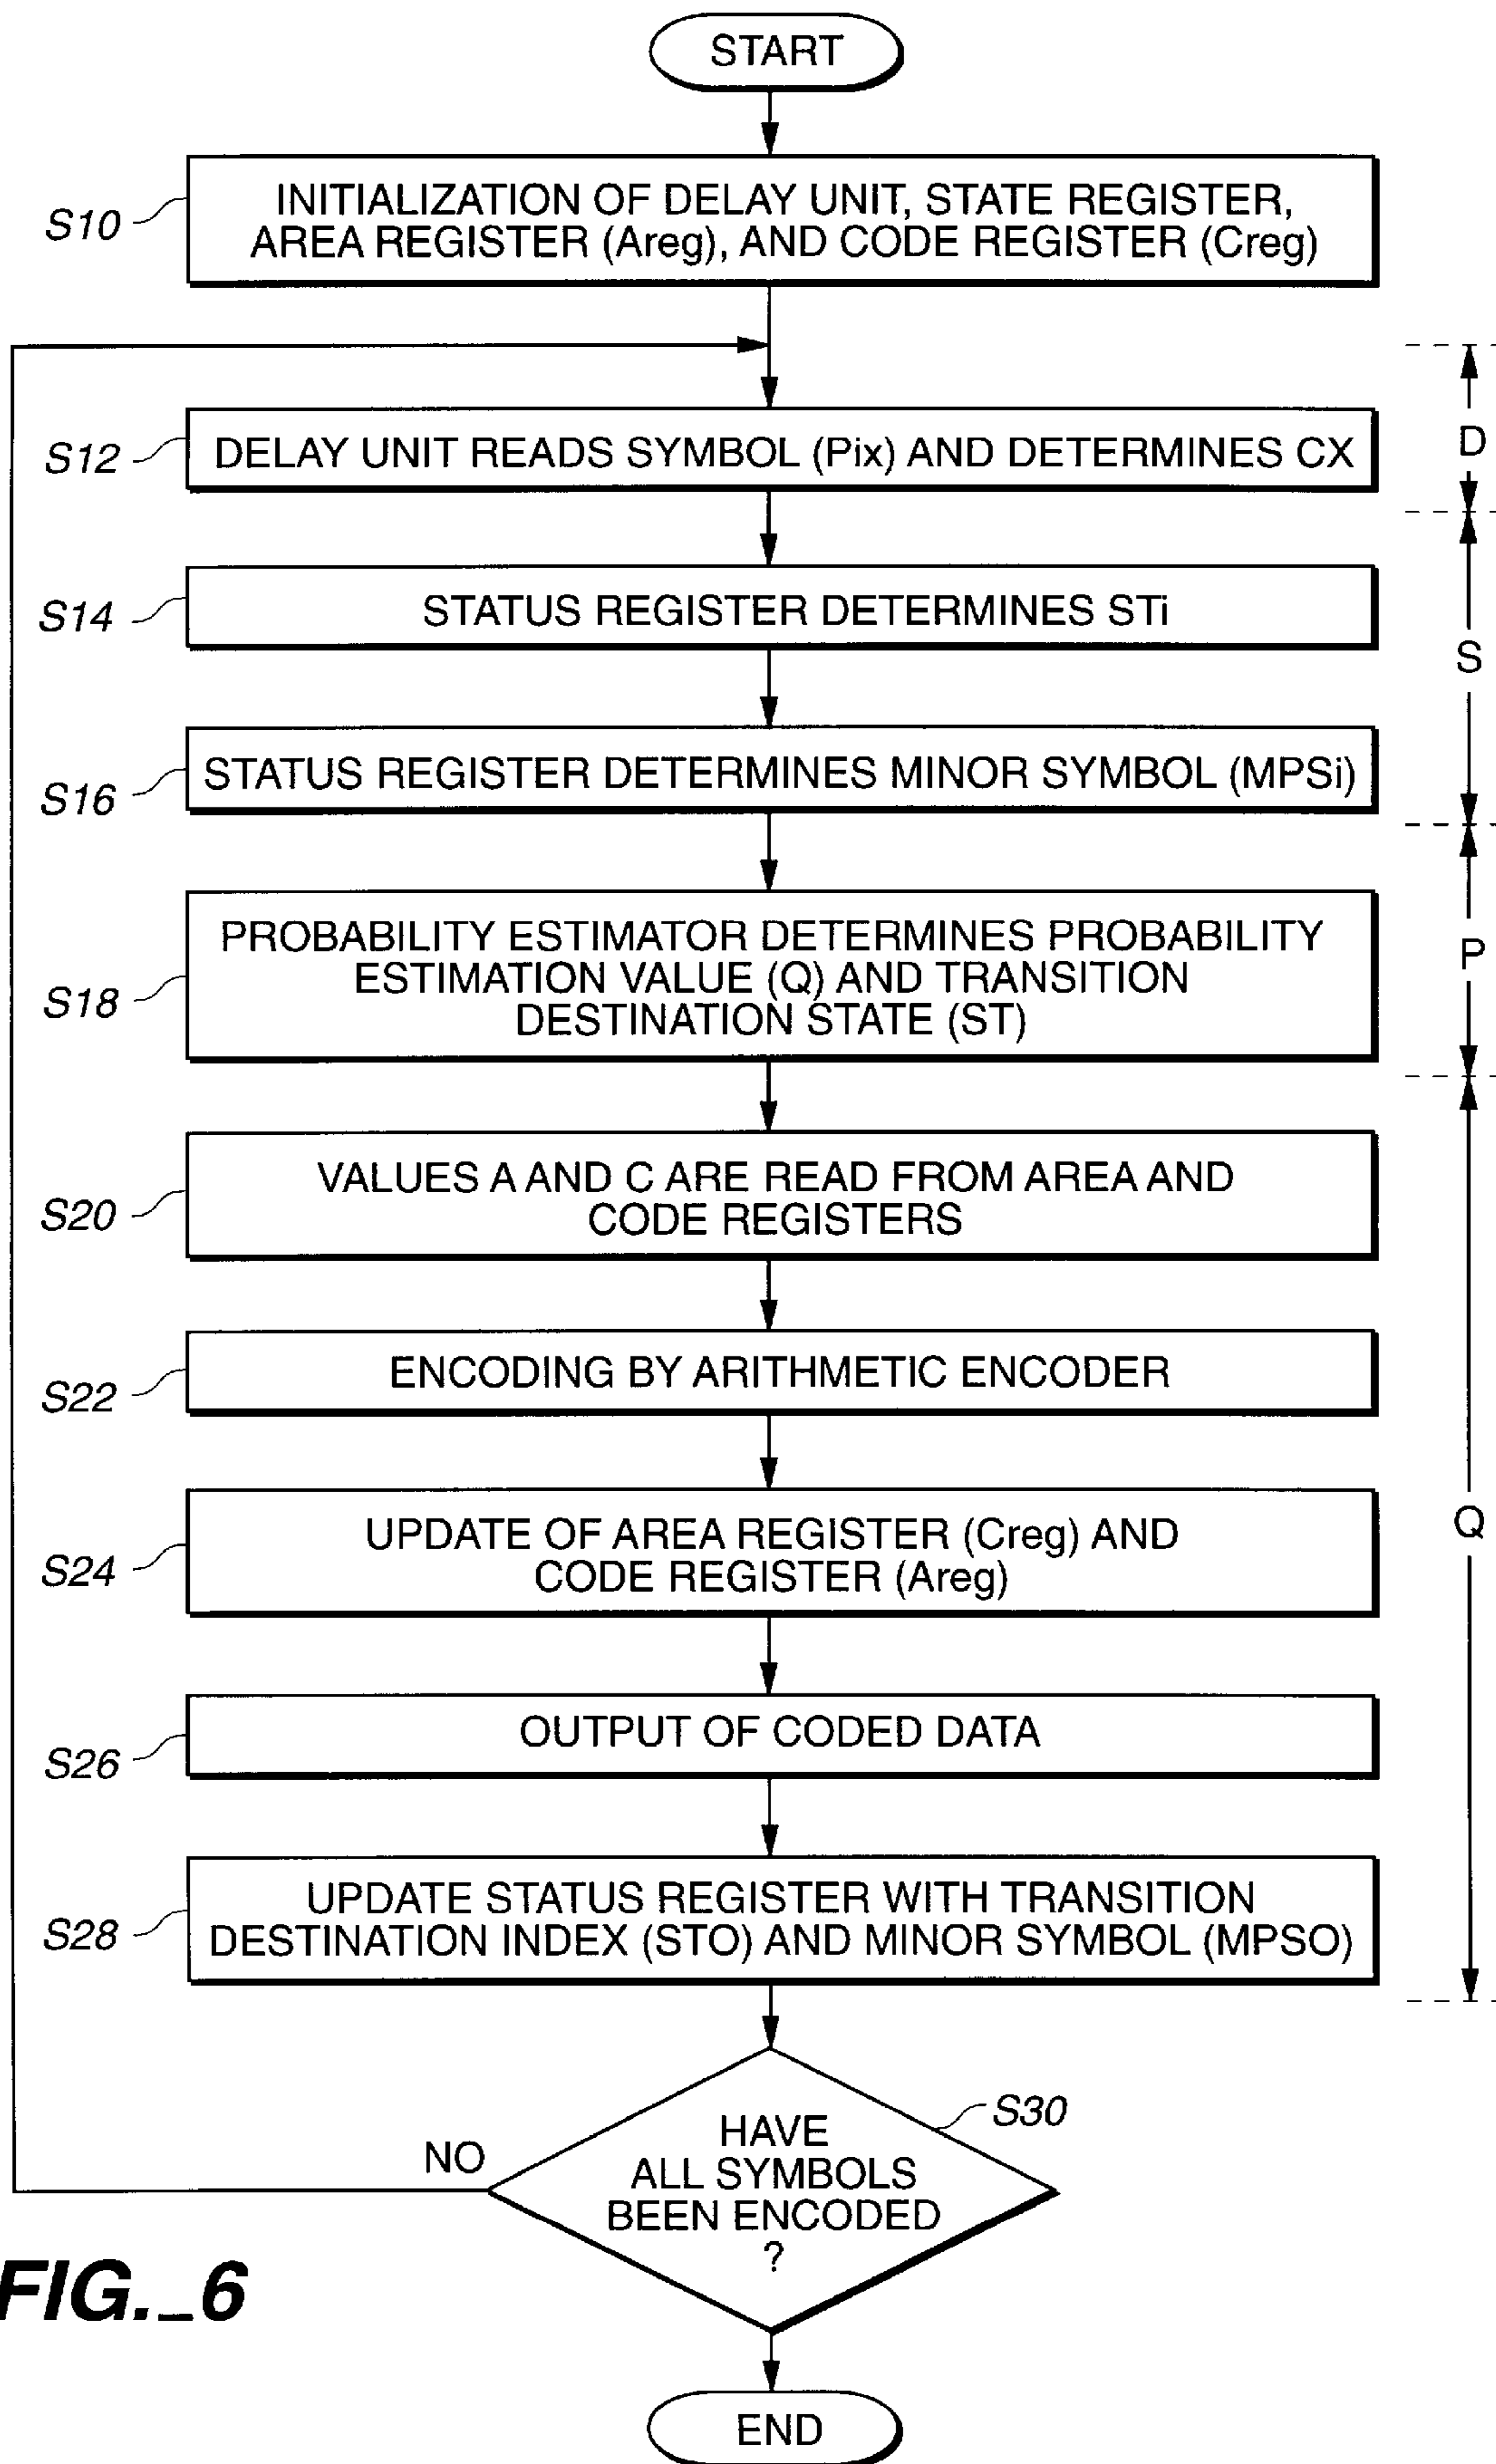 START
S10
INITIALIZATION OF DELAY UNIT, STATE REGISTER,
AREA REGISTER (Areg), AND CODE REGISTER (Creg)
S12
DELAY UNIT READS SYMBOL (Pix) AND DETERMINES CX
D
S14
STATUS REGISTER DETERMINES STi
S
S16
STATUS REGISTER DETERMINES MINOR SYMBOL (MPSi)
S18
PROBABILITY ESTIMATOR DETERMINES PROBABILITY
ESTIMATION VALUE (Q) AND TRANSITION
DESTINATION STATE (ST)
P
S20
VALUES A AND C ARE READ FROM AREA AND
CODE REGISTERS
S22
ENCODING BY ARITHMETIC ENCODER
S24
UPDATE OF AREA REGISTER (Creg) AND
CODE REGISTER (Areg)
Q
S26
OUTPUT OF CODED DATA
S28
UPDATE STATUS REGISTER WITH TRANSITION
DESTINATION INDEX (STO) AND MINOR SYMBOL (MPSO)
S30
HAVE
ALL SYMBOLS
BEEN ENCODED
?
NO
FIG._6
END